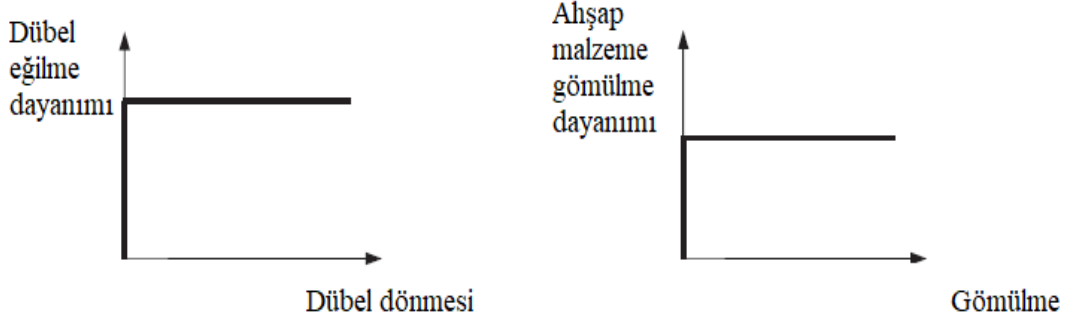 Dübel
eğilme
dayanımı
Dübel dönmesi
Ahşap
malzeme
gömülme
dayanımı
Gömülme